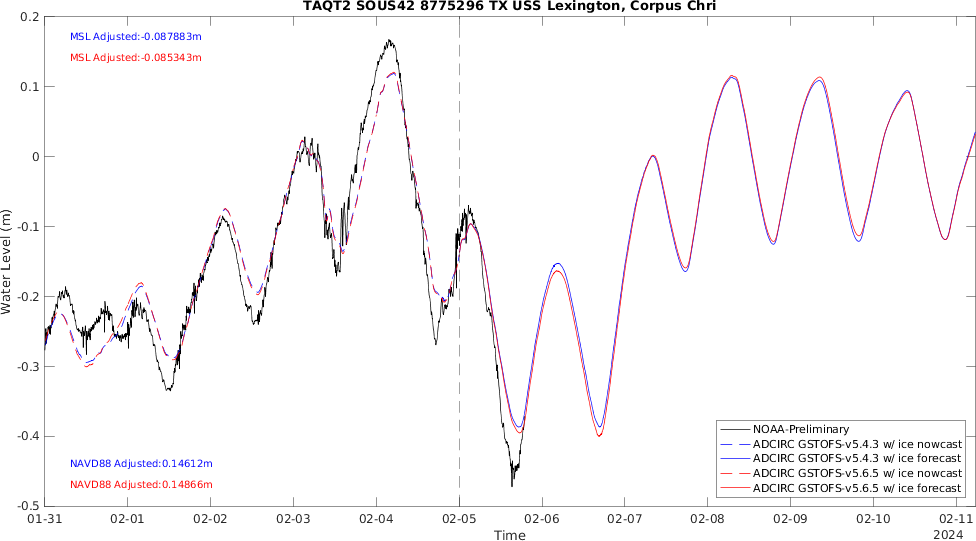 TAQT2 SOUS42 8775296 TX USS Lexington, Corpus Chri
MSL Adjusted:-0.087883m
MSL Adjusted:-0.085343m
Water Level (m)
0.2
0.1
0
-0.1
-0.2
-0.3
-0.4
-0.5
NAVD88 Adjusted:0.14612m
NAVD88 Adjusted:0.14866m
NOAA-Preliminary
ADCIRC GSTOFS-v5.4.3 w/ ice nowcast
ADCIRC GSTOFS-v5.4.3 w/ ice forecast
ADCIRC GSTOFS-v5.6.5 w/ ice nowcast
ADCIRC GSTOFS-v5.6.5 w/ ice forecast
01-31 02-01 02-02 02-03 02-04 02-05 02-06 02-07 02-08 02-09 02-10 02-11
Time
2024